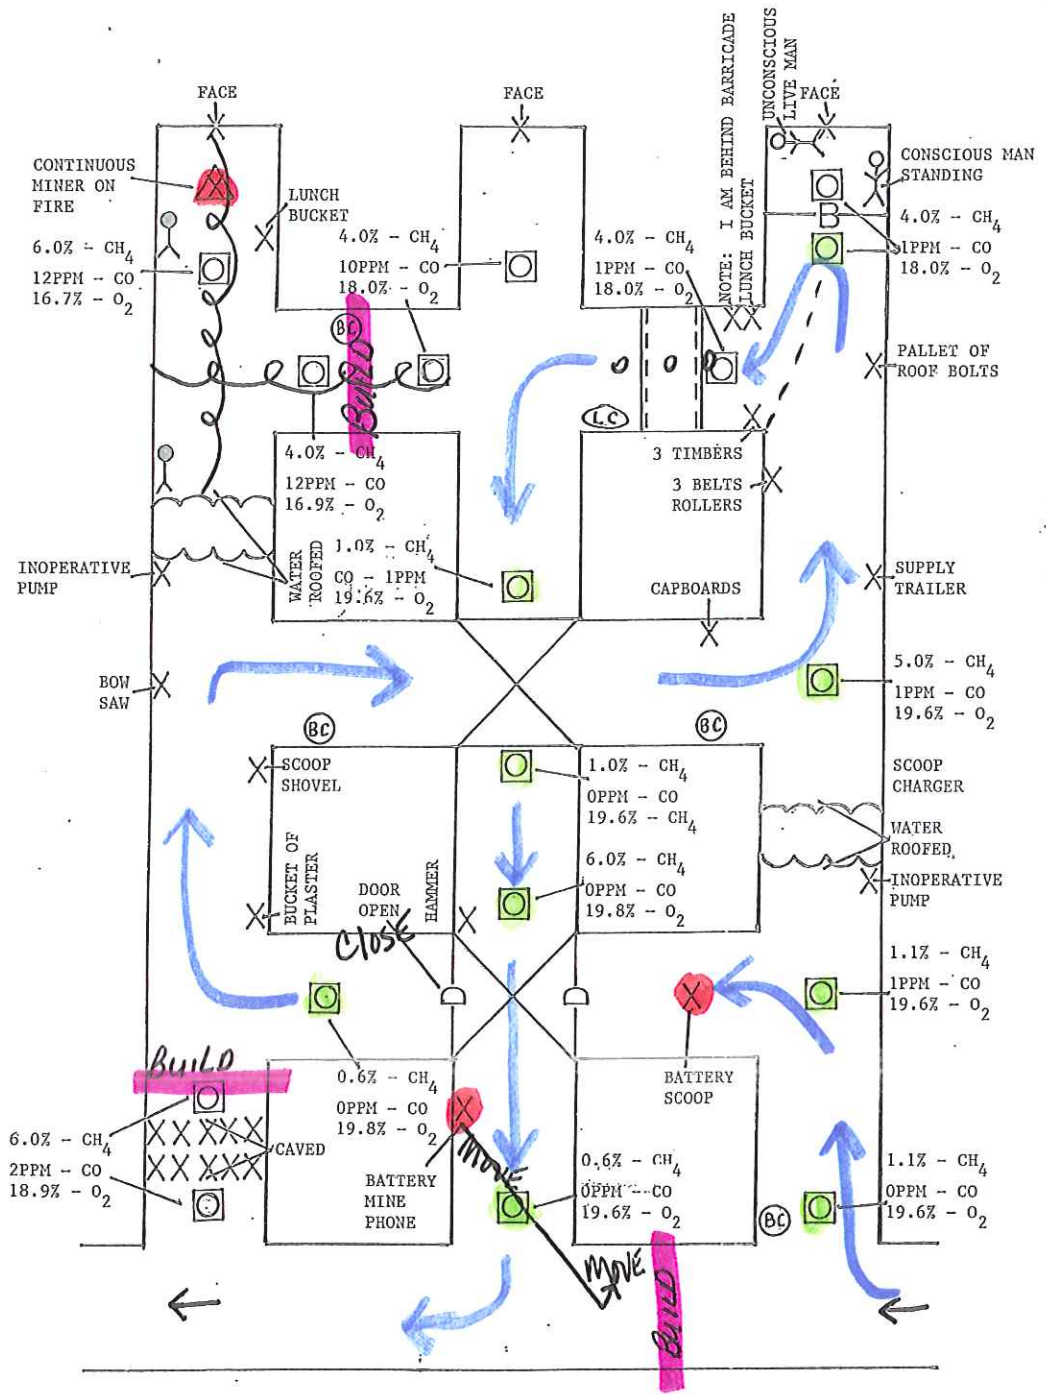 FACE
FACE
FACE
NOTE: I AM BEHIND BARRICADE
LUNCH BUCKET
UNCONSCIOUS
LIVE MAN
CONTINUOUS
MINER ON
FIRE
LUNCH
BUCKET
CONSCIOUS MAN
STANDING
6.0% - CH4
12PPM - CO
16.7% - O2
4.0% - CH4
10PPM - CO
18.0% - O2
4.0% - CH4
1PPM - CO
18.0% - O2
B
4.0% - CH4
1PPM - CO
18.0% - O2
BC
BUILD
PALLET OF
ROOF BOLTS
LC
3 TIMBERS
3 BELTS
ROLLERS
4.0% - CH4
12PPM - CO
16.9% - O2
WATER
ROOFED
1.0% - CH4
CO - 1PPM
19.6% - O2
INOPERATIVE
PUMP
CAPBOARDS
SUPPLY
TRAILER
BOW
SAW
5.0% - CH4
1PPM - CO
19.6% - O2
BC
BC
SCOOP
SHOVEL
1.0% - CH4
0PPM - CO
19.6% - CH4
SCOOP
CHARGER
WATER
ROOFED
BUCKET OF
PLASTER
DOOR
OPEN
CLOSE
HAMMER
6.0% - CH4
0PPM - CO
19.8% - O2
INOPERATIVE
PUMP
1.1% - CH4
1PPM - CO
19.6% - O2
BUILD
0.6% - CH4
0PPM - CO
19.8% - O2
BATTERY
SCOOP
6.0% - CH4
2PPM - CO
18.9% - O2
CAVED
BATTERY
MINE
PHONE
MOVE
0.6% - CH4
0PPM - CO
19.6% - O2
BC
1.1% - CH4
0PPM - CO
19.6% - O2
MOVE
BUILD